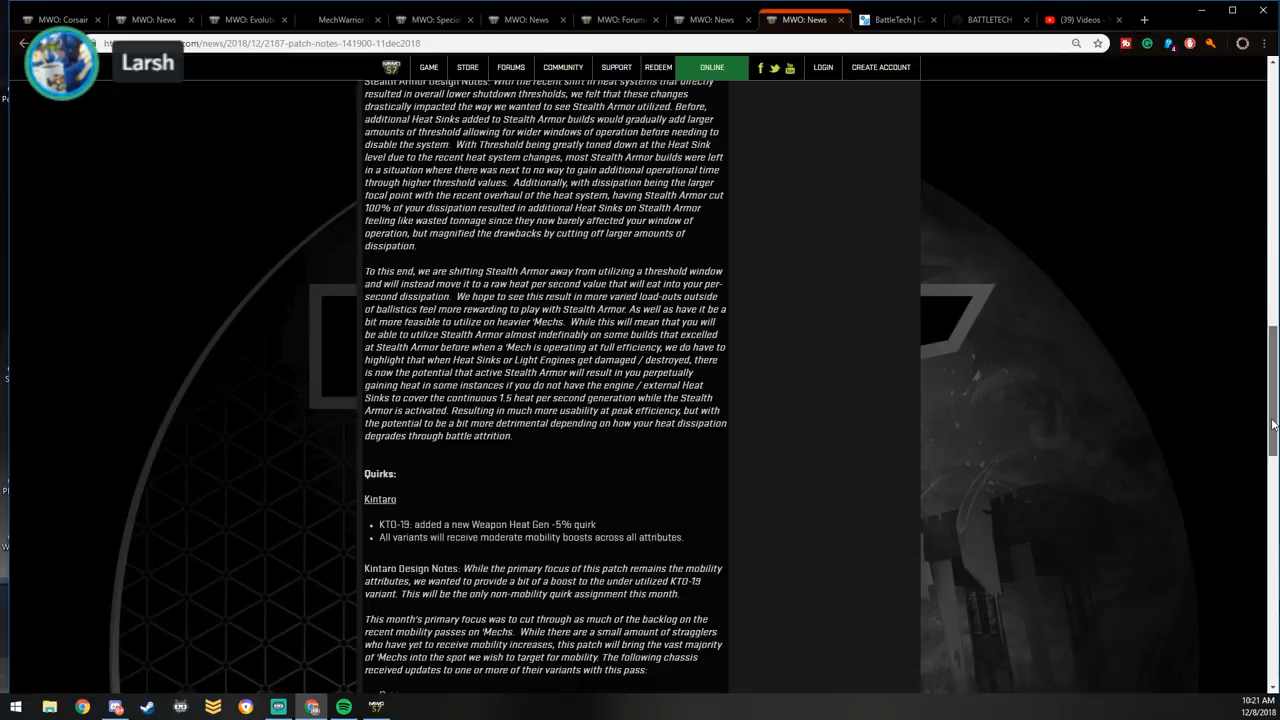 MWO: Corsair
MWO: News
MWO: Evoluti
MechWarrior
MWO: Specia
MWO: News
MWO: Forum
MWO: News
MWO: News
BattleTech | Ca
BATTLETECH
(39) Videos - Y
.com/news/2018/12/2187-patch-notes-141900-11dec2018
Larsh
GAME STORE FORUMS COMMUNITY SUPPORT REDEEM ONLINE LOGIN CREATE ACCOUNT
Stealth Armor Design Notes: With the recent shift in heat systems that directly
resulted in overall lower shutdown thresholds, we felt that these changes
drastically impacted the way we wanted to see Stealth Armor utilized. Before,
additional Heat Sinks added to Stealth Armor builds would gradually add larger
amounts of threshold allowing for wider windows of operation before needing to
disable the system. With Threshold being greatly toned down at the Heat Sink
level due to the recent heat system changes, most Stealth Armor builds were left
in a situation where there was next to no way to gain additional operational time
through higher threshold values. Additionally, with dissipation being the larger
focal point with the recent overhaul of the heat system, having Stealth Armor cut
100% of your dissipation resulted in additional Heat Sinks on Stealth Armor
feeling like wasted tonnage since they now barely affected your window of
operation, but magnified the drawbacks by cutting off larger amounts of
dissipation.
To this end, we are shifting Stealth Armor away from utilizing a threshold window
and will instead move it to a raw heat per second value that will eat into your per-
second dissipation. We hope to see this result in more varied load-outs outside
of ballistics feel more rewarding to play with Stealth Armor. As well as have it be a
bit more feasible to utilize on heavier 'Mechs. While this will mean that you will
be able to utilize Stealth Armor almost indefinably on some builds that excelled
at Stealth Armor before when a 'Mech is operating at full efficiency, we do have to
highlight that when Heat Sinks or Light Engines get damaged / destroyed, there
is now the potential that active Stealth Armor will result in you perpetually
gaining heat in some instances if you do not have the engine / external Heat
Sinks to cover the continuous 1.5 heat per second generation while the Stealth
Armor is activated. Resulting in much more usability at peak efficiency, but with
the potential to be a bit more detrimental depending on how your heat dissipation
degrades through battle attrition.
Quirks:
Kintaro
• KTO-19: added a new Weapon Heat Gen -5% quirk
• All variants will receive moderate mobility boosts across all attributes.
Kintaro Design Notes: While the primary focus of this patch remains the mobility
attributes, we wanted to provide a bit of a boost to the under utilized KTO-19
variant. This will be the only non-mobility quirk assignment this month.
This month's primary focus was to cut through as much of the backlog on the
recent mobility passes on 'Mechs. While there are a small amount of stragglers
who have yet to receive mobility increases, this patch will bring the vast majority
of 'Mechs into the spot we wish to target for mobility. The following chassis
received updates to one or more of their variants with this pass:
10:21 AM
12/8/2018